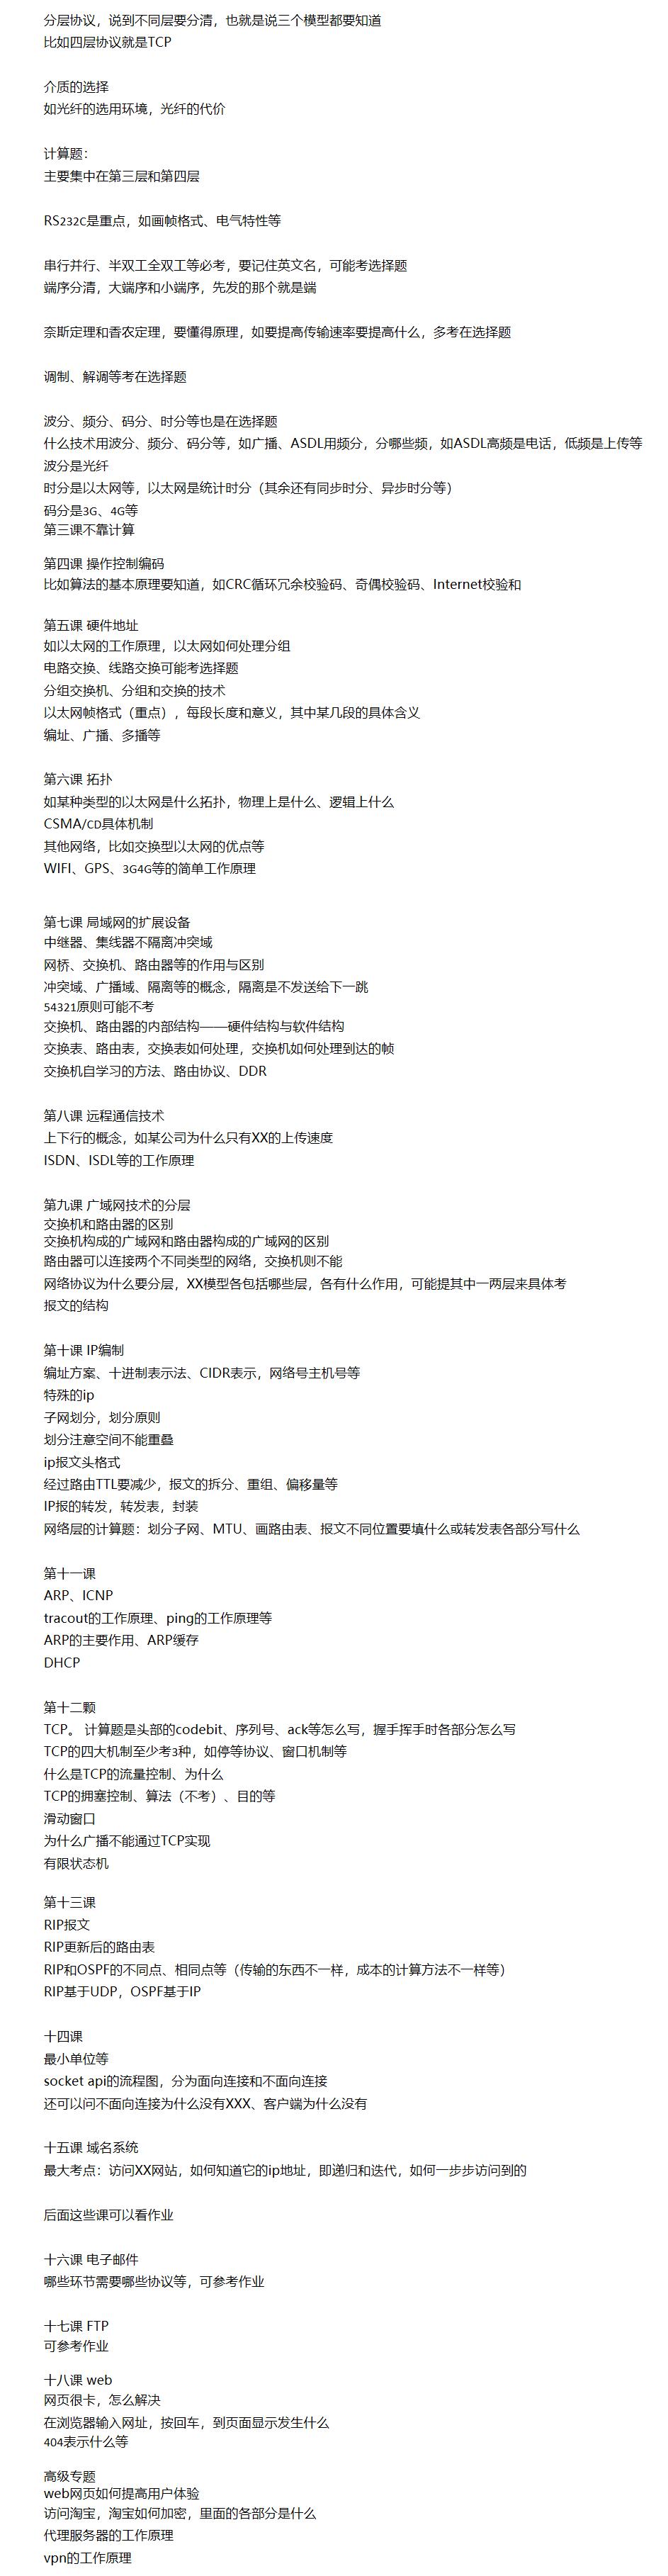 分层协议，说到不同层要分清，也就是说三个模型都要知道
比如四层协议就是TCP
介质的选择
如光纤的选用环境，光纤的代价
计算题：
主要集中在第三层和第四层
RS232C是重点，如画帧格式、电气特性等
串行并行、半双工全双工等必考，要记住英文名，可能考选择题
端序分清，大端序和小端序，先发的那个就是端
奈斯定理和香农定理，要懂得原理，如要提高传输速率要提高什么，多考在选择题
调制、解调等考在选择题
波分、频分、码分、时分等也是在选择题
什么技术用波分、频分、码分等，如广播、ASDL用频分，分哪些频，如ASDL高频是电话，低频是上传等
波分是光纤
时分是以太网等，以太网是统计时分（其余还有同步时分、异步时分等）
码分是3G、4G等
第三课不靠计算
第四课 操作控制编码
比如算法的基本原理要知道，如CRC循环冗余校验码、奇偶校验码、Internet校验和
第五课 硬件地址
如以太网的工作原理，以太网如何处理分组
电路交换、线路交换可能考选择题
分组交换机、分组和交换的技术
以太网帧格式（重点），每段长度和意义，其中某几段的具体含义
编址、广播、多播等
第六课 拓扑
如某种类型的以太网是什么拓扑，物理上是什么、逻辑上什么
CSMA/CD具体机制
其他网络，比如交换型以太网的优点等
WIFI、GPS、3G4G等的简单工作原理
第七课 局域网的扩展设备
中继器、集线器不隔离冲突域
网桥、交换机、路由器等的作用与区别
冲突域、广播域、隔离等的概念，隔离是不发送给下一跳
54321原则可能不考
交换机、路由器的内部结构——硬件结构与软件结构
交换表、路由表，交换表如何处理，交换机如何处理到达的帧
交换机自学习的方法、路由协议、DDR
第八课 远程通信技术
上下行的概念，如某公司为什么只有XX的上传速度
ISDN、ISDL等的工作原理
第九课 广域网技术的分层
交换机和路由器的区别
交换机构成的广域网和路由器构成的广域网的区别
路由器可以连接两个不同类型的网络，交换机则不能
网络协议为什么要分层，XX模型各包括哪些层，各有什么作用，可能提其中一两层来具体考
报文的结构
第十课 IP编制
编址方案、十进制表示法、CIDR表示，网络号主机号等
特殊的ip
子网划分，划分原则
划分注意空间不能重叠
ip报文头格式
经过路由TTL要减少，报文的拆分、重组、偏移量等
IP报的转发，转发表，封装
网络层的计算题：划分子网、MTU、画路由表、报文不同位置要填什么或转发表各部分写什么
第十一课
ARP、ICNP
tracout的工作原理、ping的工作原理等
ARP的主要作用、ARP缓存
DHCP
第十二颗
TCP。 计算题是头部的codebit、序列号、ack等怎么写，握手挥手时各部分怎么写
TCP的四大机制至少考3种，如停等协议、窗口机制等
什么是TCP的流量控制、为什么
TCP的拥塞控制、算法（不考）、目的等
滑动窗口
为什么广播不能通过TCP实现
有限状态机
第十三课
RIP报文
RIP更新后的路由表
RIP和OSPF的不同点、相同点等（传输的东西不一样，成本的计算方法不一样等）
RIP基于UDP，OSPF基于IP
十四课
最小单位等
socket api的流程图，分为面向连接和不面向连接
还可以问不面向连接为什么没有XXX、客户端为什么没有
十五课 域名系统
最大考点：访问XX网站，如何知道它的ip地址，即递归和迭代，如何一步步访问到的
后面这些课可以看作业
十六课 电子邮件
哪些环节需要哪些协议等，可参考作业
十七课 FTP
可参考作业
十八课 web
网页很卡，怎么解决
在浏览器输入网址，按回车，到页面显示发生什么
404表示什么等
高级专题
web网页如何提高用户体验
访问淘宝，淘宝如何加密，里面的各部分是什么
代理服务器的工作原理
vpn的工作原理